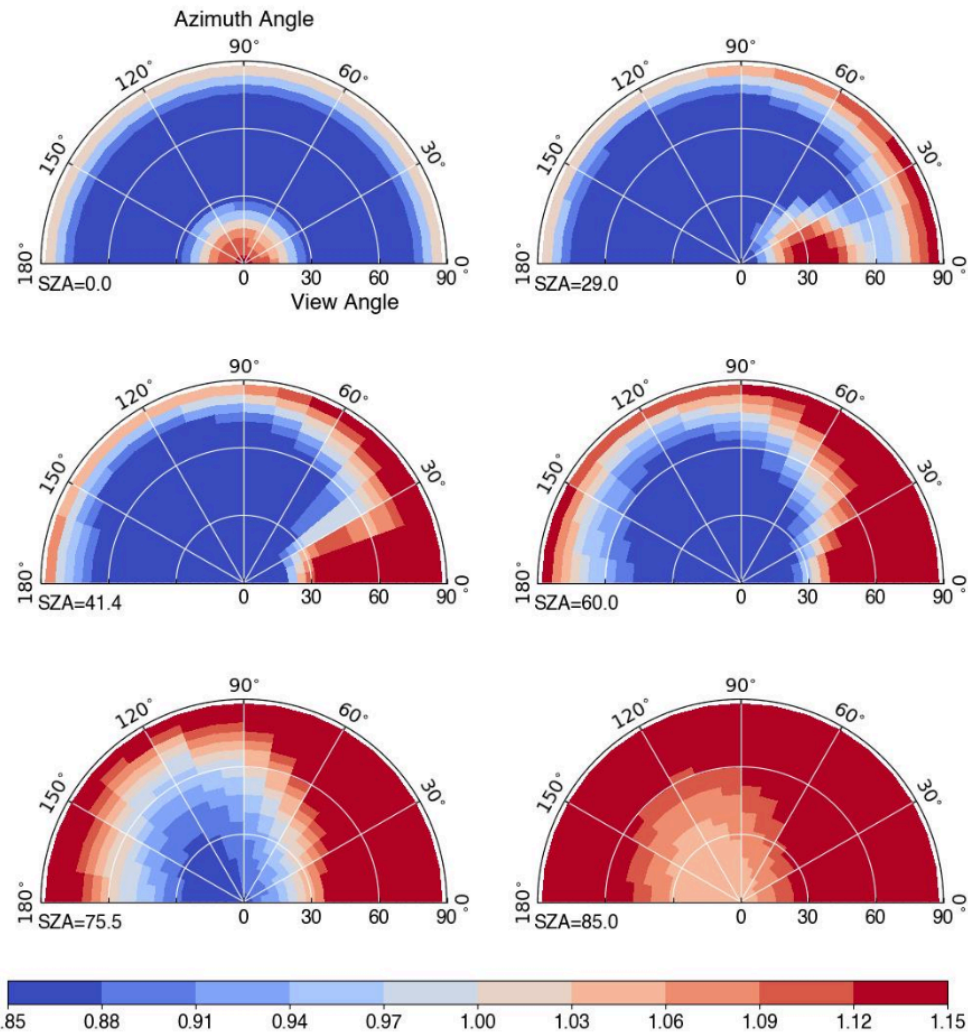 Azimuth Angle
90° 90°
120° 60° 120° 60°
150° 30° 150° 30°
180° 0 30 60 90 0° 180° 0 30 60 90 0°
SZA=0.0 SZA=29.0
View Angle
90° 90°
120° 60° 120° 60°
150° 30° 150° 30°
180° 0 30 60 90 0° 180° 0 30 60 90 0°
SZA=41.4 SZA=60.0
90° 90°
120° 60° 120° 60°
150° 30° 150° 30°
180° 0 30 60 90 0° 180° 0 30 60 90 0°
SZA=75.5 SZA=85.0
.85 0.88 0.91 0.94 0.97 1.00 1.03 1.06 1.09 1.12 1.15